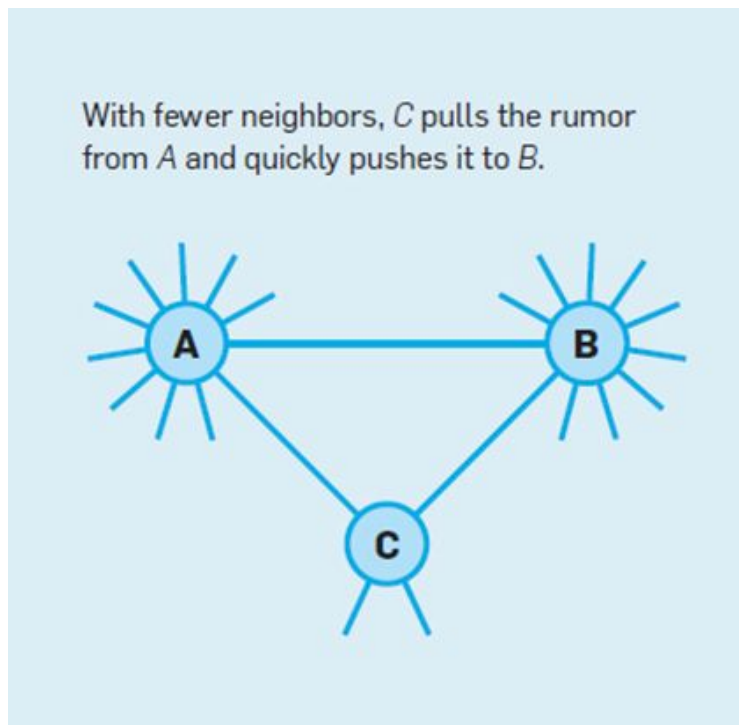 With fewer neighbors, C pulls the rumor
from A and quickly pushes it to B.
A
B
C